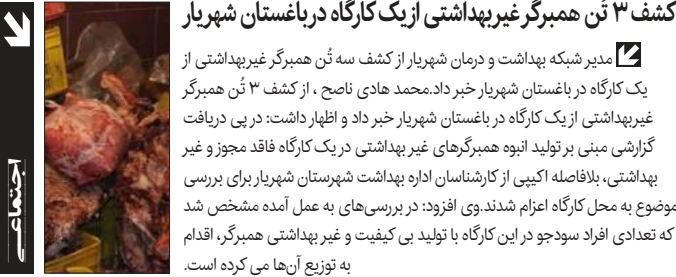 کشف ۳ تُن همبرگر غیربهداشتی از یک کارگاه در باغستان شهریار
مدیر شبکه بهداشت و درمان شهریار از کشف سه تُن همبرگر غیربهداشتی از
یک کارگاه در باغستان شهریار خبر داد.محمد هادی ناصح ، از کشف ۳ تُن همبرگر
غیربهداشتی از یک کارگاه در باغستان شهریار خبر داد و اظهار داشت: در پی دریافت
گزارشی مبنی بر تولید انبوه همبرگرهای غیر بهداشتی در یک کارگاه فاقد مجوز و غیر
بهداشتی، بلافاصله اکیپی از کارشناسان اداره بهداشت شهرستان شهریار برای بررسی
موضوع به محل کارگاه اعزام شدند.وی افزود: در بررسی‌های به عمل آمده مشخص شد
که تعدادی افراد سودجو در این کارگاه با تولید بی کیفیت و غیر بهداشتی همبرگر، اقدام
به توزیع آن‌ها می کرده است.
اجتماعی